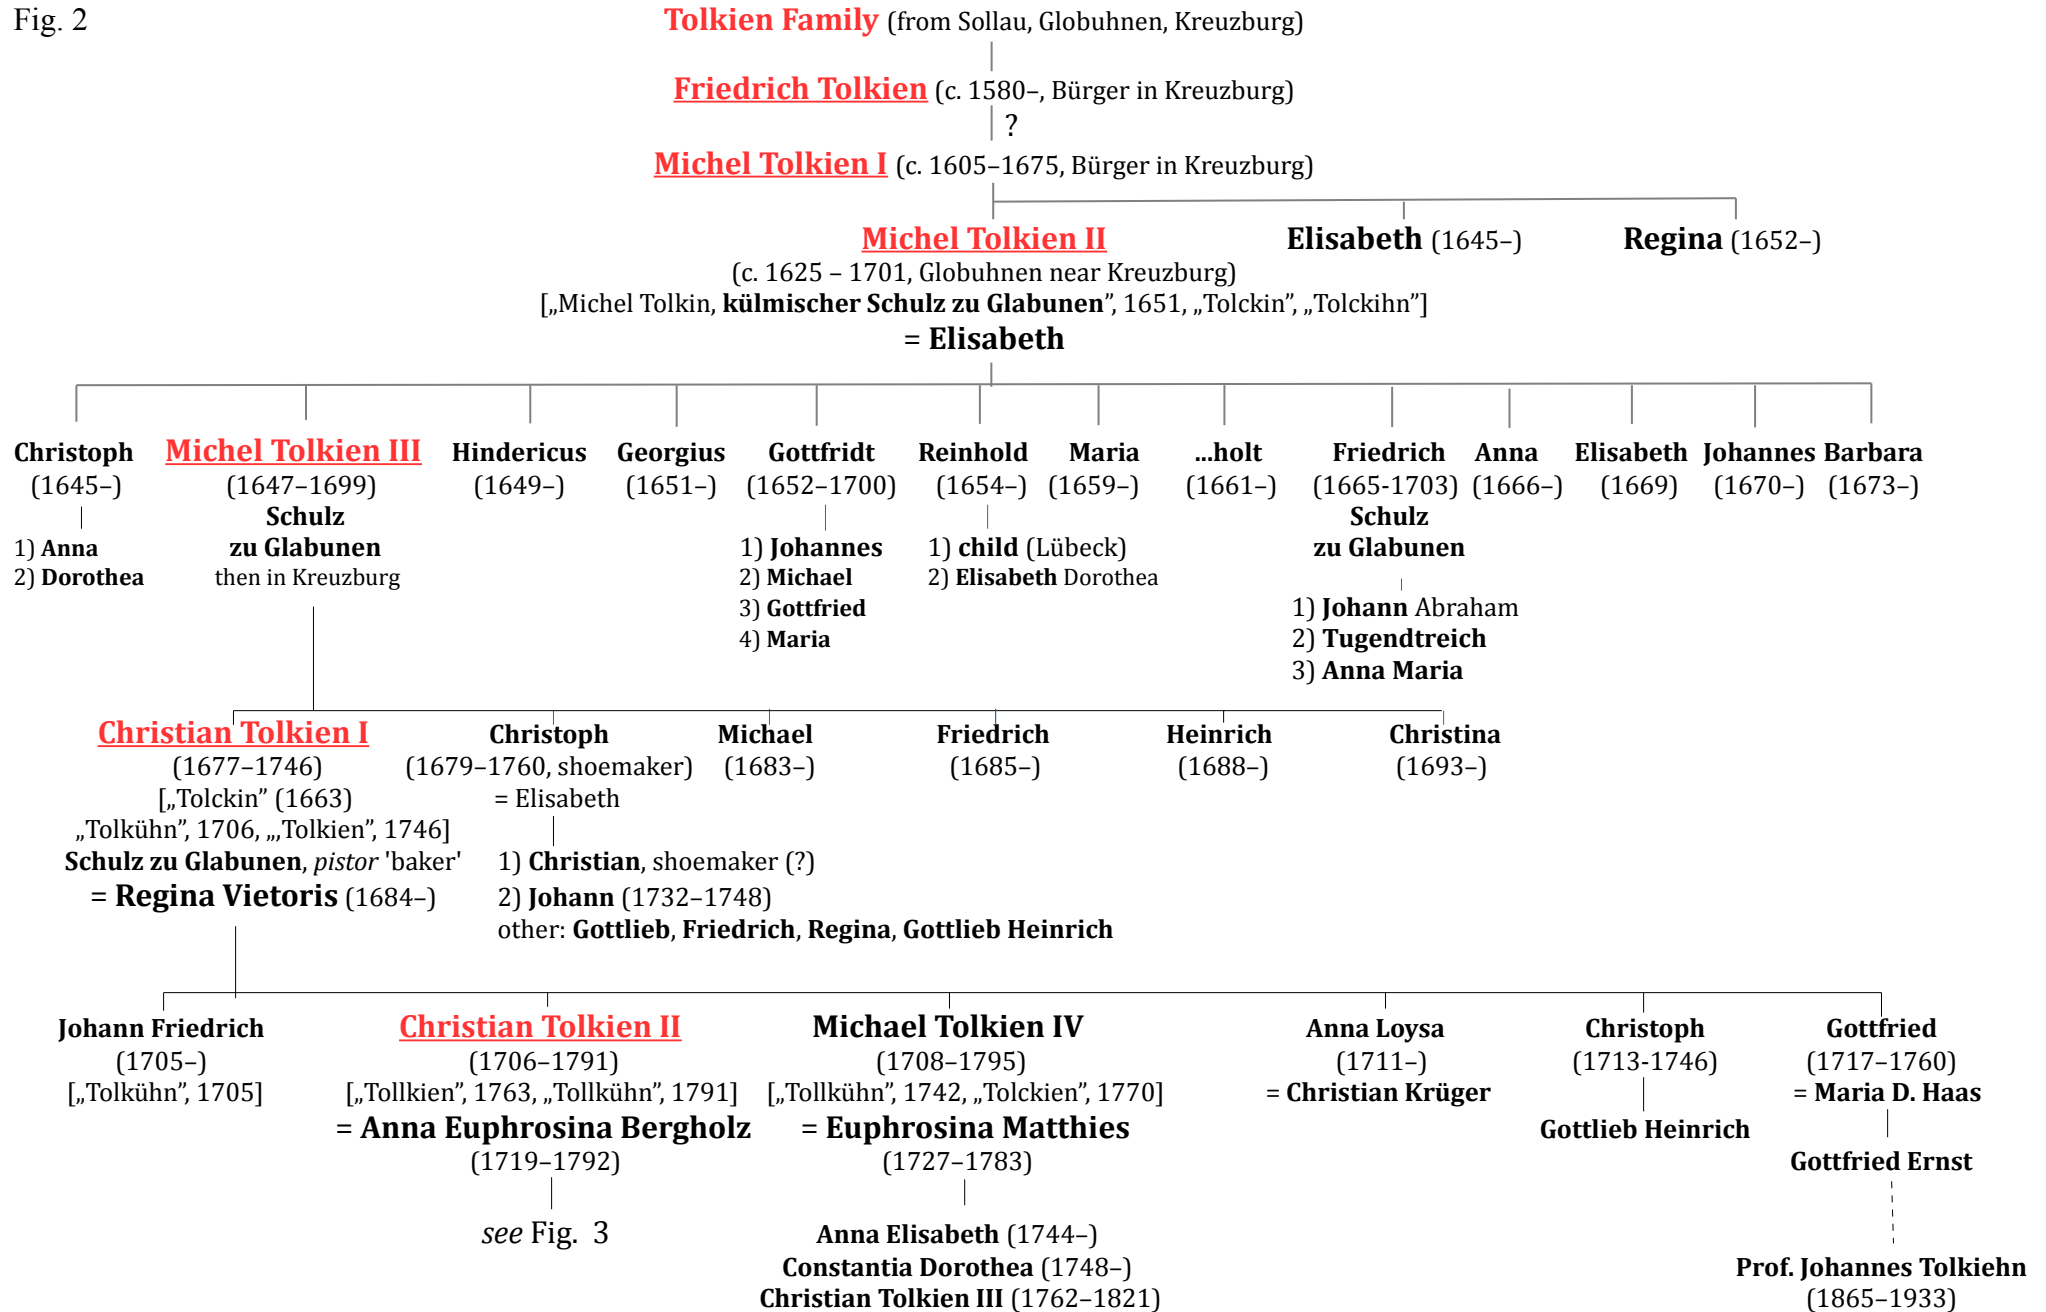 Fig. 2
Tolkien Family (from Sollau, Globuhnen, Kreuzburg)
Friedrich Tolkien (c. 1580–, Bürger in Kreuzburg)
?
Michel Tolkien I (c. 1605–1675, Bürger in Kreuzburg)
Michel Tolkien II
(c. 1625 – 1701, Globuhnen near Kreuzburg)
[„Michel Tolkin, külmischer Schulz zu Glabunen”, 1651, „Tolckin”, „Tolckihn”]
= Elisabeth
Elisabeth (1645–)
Regina (1652–)
Christoph
(1645–)
1) Anna
2) Dorothea
Michel Tolkien III
(1647–1699)
Schulz
zu Glabunen
then in Kreuzburg
Hindericus
(1649–)
Georgius
(1651–)
Gottfridt
(1652–1700)
1) Johannes
2) Michael
3) Gottfried
4) Maria
Reinhold
(1654–)
1) child (Lübeck)
2) Elisabeth Dorothea
Maria
(1659–)
...holt
(1661–)
Friedrich
(1665-1703)
Schulz
zu Glabunen
1) Johann Abraham
2) Tugendtreich
3) Anna Maria
Anna
(1666–)
Elisabeth
(1669)
Johannes
(1670–)
Barbara
(1673–)
Christian Tolkien I
(1677–1746)
[„Tolckin” (1663)
„Tolkühn”, 1706, „„Tolkien”, 1746]
Schulz zu Glabunen, pistor 'baker'
= Regina Vietoris (1684–)
Christoph
(1679–1760, shoemaker)
= Elisabeth
1) Christian, shoemaker (?)
2) Johann (1732–1748)
other: Gottlieb, Friedrich, Regina, Gottlieb Heinrich
Michael
(1683–)
Friedrich
(1685–)
Heinrich
(1688–)
Christina
(1693–)
Johann Friedrich
(1705–)
[„Tolkühn”, 1705]
Christian Tolkien II
(1706–1791)
[„Tollkien”, 1763, „Tollkühn”, 1791]
= Anna Euphrosina Bergholz
(1719–1792)
see Fig. 3
Michael Tolkien IV
(1708–1795)
[„Tollkühn”, 1742, „Tolckien”, 1770]
= Euphrosina Matthies
(1727–1783)
Anna Elisabeth (1744–)
Constantia Dorothea (1748–)
Christian Tolkien III (1762–1821)
Anna Loysa
(1711–)
= Christian Krüger
Christoph
(1713-1746)
Gottlieb Heinrich
Gottfried
(1717–1760)
= Maria D. Haas
Gottfried Ernst
Prof. Johannes Tolkiehn
(1865–1933)